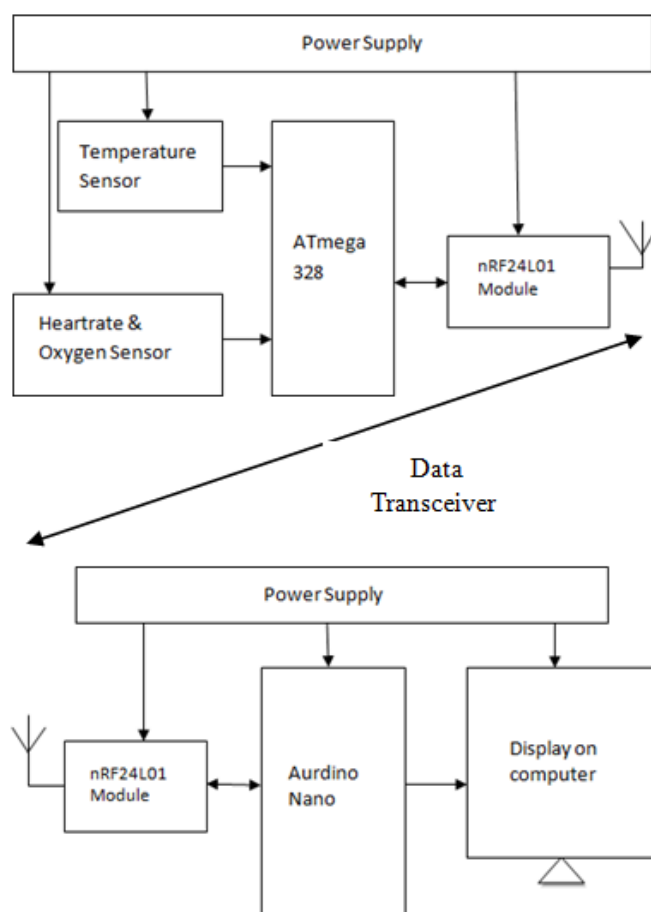 Power Supply
Temperature
Sensor
ATmega
328
nRF24L01
Module
Heartrate &
Oxygen Sensor
Data
Transceiver
Power Supply
nRF24L01
Module
Aurdino
Nano
Display on
computer